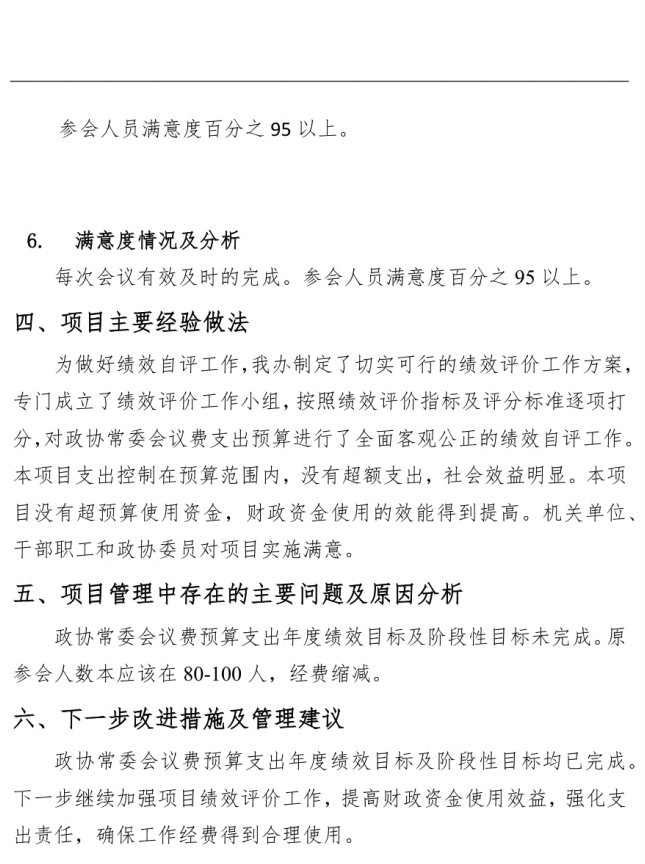 参会人员满意度百分之 95 以上。
6. 满意度情况及分析
每次会议有效及时的完成。参会人员满意度百分之 95 以上。
四、项目主要经验做法
为做好绩效自评工作，我办制定了切实可行的绩效评价工作方案，
专门成立了绩效评价工作小组，按照绩效评价指标及评分标准逐项打
分，对政协常委会议费支出预算进行了全面客观公正的绩效自评工作。
本项目支出控制在预算范围内，没有超额支出，社会效益明显。本项
目没有超预算使用资金，财政资金使用的效能得到提高。机关单位、
干部职工和政协委员对项目实施满意。
五、项目管理中存在的主要问题及原因分析
政协常委会议费预算支出年度绩效目标及阶段性目标未完成。原
参会人数本应该在 80-100 人，经费缩减。
六、下一步改进措施及管理建议
政协常委会议费预算支出年度绩效目标及阶段性目标均已完成。
下一步继续加强项目绩效评价工作，提高财政资金使用效益，强化支
出责任，确保工作经费得到合理使用。